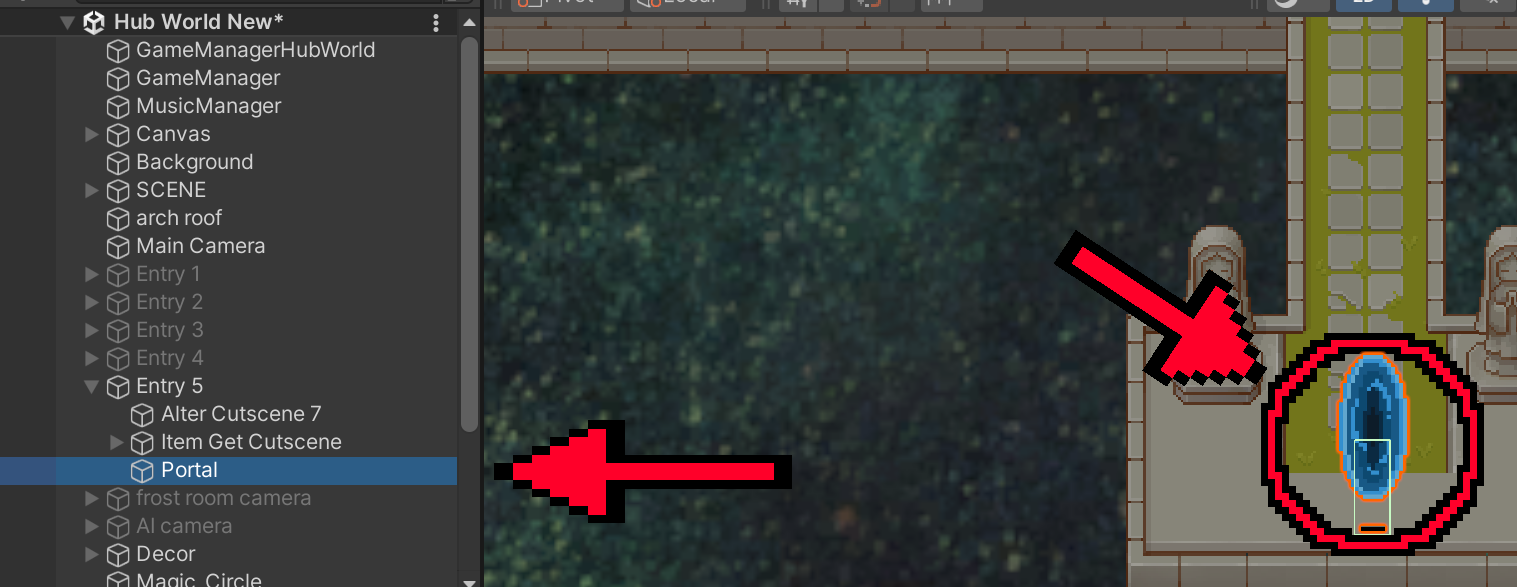 Hub World New*
GameManagerHubWorld
GameManager
MusicManager
Canvas
Background
SCENE
arch roof
Main Camera
Entry 1
Entry 2
Entry 3
Entry 4
Entry 5
Alter Cutscene 7
Item Get Cutscene
Portal
frost room camera
AI camera
Decor
Magic Circle